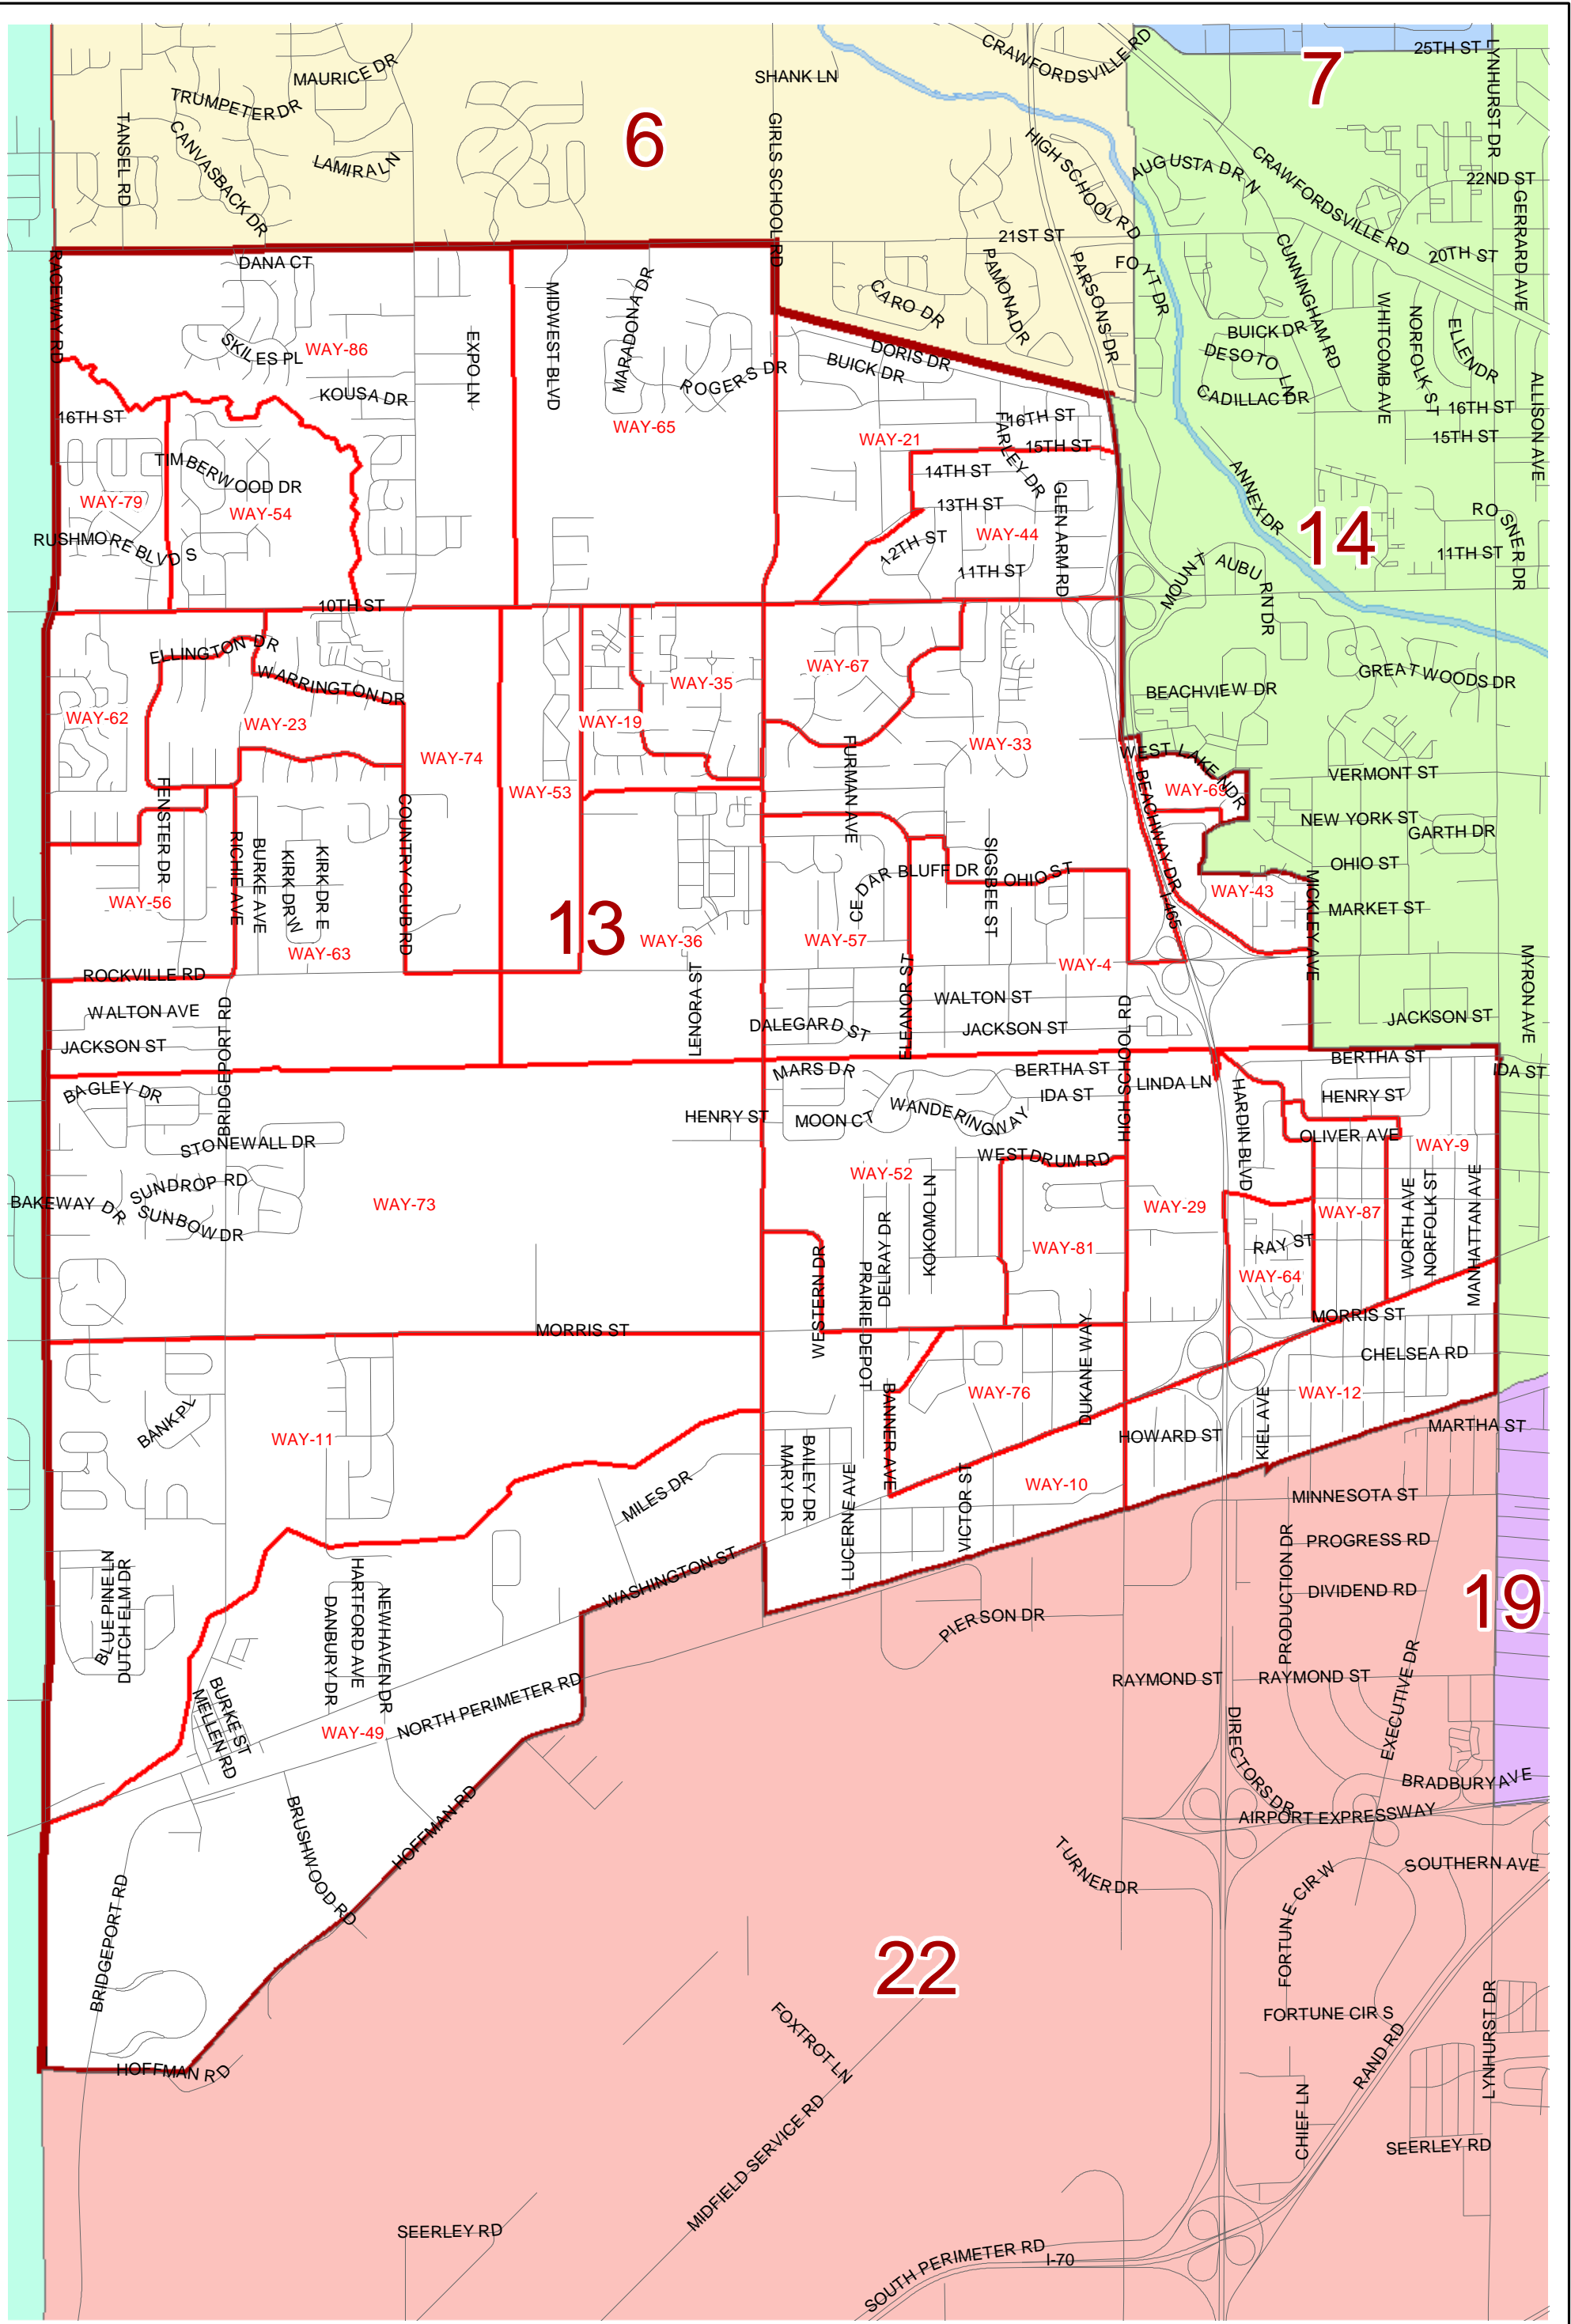 CRAWFORDSVILLE RD
25TH ST
LYNHURST DR
7
MAURICE DR
SHANK LN
TRUMPETER DR
TANSEL RD
CANVASBACK DR
LAMIRA LN
6
GIRLS SCHOOL RD
HIGH SCHOOL RD
AUGUSTA DR N
CRAWFORDSVILLE RD
22ND ST
GERRARD AVE
21ST ST
20TH ST
RACEWAY RD
DANA CT
MIDWEST BLVD
MARADONA DR
CARO DR
PAMONA DR
PARSONS DR
FOYT DR
CUNNINGHAM RD
WHITCOMB AVE
NORFOLK ST
ELLEN DR
SKILES PL
WAY-86
EXPO LN
ROGERS DR
DORIS DR
BUICK DR
BUICK DR
DESOTO LN
CADILLAC DR
ALLISON AVE
KOUSA DR
16TH ST
WAY-65
WAY-21
16TH ST
FARLEY DR
15TH ST
16TH ST
15TH ST
TIMBERWOOD DR
WAY-79
WAY-54
14TH ST
13TH ST
GLEN ARM RD
WAY-44
12TH ST
11TH ST
ANNEX DR
14
ROSNER DR
11TH ST
RUSHMORE BLVD S
10TH ST
MOUNT AUBURN DR
ELLINGTON DR
WARRINGTON DR
WAY-62
WAY-23
WAY-74
WAY-19
WAY-35
WAY-67
WAY-33
BEACHVIEW DR
GREAT WOODS DR
WEST LAKE N DR
WAY-69
VERMONT ST
WAY-53
FURMAN AVE
NEW YORK ST
GARTH DR
FENSTER DR
RICHIE AVE
BURKE AVE
KIRK DR W
KIRK DR E
COUNTRY CLUB RD
SIGSBEE ST
BEACHWAY DR
I-465
OHIO ST
CEDAR BLUFF DR
OHIO ST
WAY-43
MICKLEY AVE
MARKET ST
WAY-56
13
WAY-63
WAY-36
WAY-57
WAY-4
MYRON AVE
ROCKVILLE RD
LENORA ST
ELEANOR ST
WALTON AVE
BRIDGEPORT RD
WALTON ST
HIGH SCHOOL RD
JACKSON ST
DALEGARD ST
JACKSON ST
JACKSON ST
BERTHA ST
IDA ST
BAGLEY DR
MARS DR
BERTHA ST
IDA ST
LINDA LN
HARDIN BLVD
HENRY ST
HENRY ST
MOON CT
WANDERING WAY
STONEWALL DR
OLIVER AVE
WAY-9
WEST DRUM RD
WAY-52
SUNDROP RD
BAKEWAY DR
SUNBOW DR
WAY-73
KOKOMO LN
DELRAY DR
PRAIRIE DEPOT
WESTERN DR
WAY-81
WAY-29
RAY ST
WAY-64
WAY-87
WORTH AVE
NORFOLK ST
MANHATTAN AVE
MORRIS ST
MORRIS ST
CHELSEA RD
DUKANE WAY
WAY-76
WAY-12
KIEL AVE
BANK PL
WAY-11
BANNER AVE
HOWARD ST
MARTHA ST
MARY DR
BAILEY DR
LUCERNE AVE
VICTOR ST
WAY-10
MILES DR
MINNESOTA ST
PRODUCTION DR
PROGRESS RD
BLUE PINE LN
DUTCH ELM DR
HARTFORD AVE
DANBURY DR
NEWHAVEN DR
WASHINGTON ST
DIVIDEND RD
19
PIERSON DR
RAYMOND ST
RAYMOND ST
EXECUTIVE DR
BURKE ST
MELLEN RD
WAY-49
NORTH PERIMETER RD
DIRECTORS DR
BRADBURY AVE
AIRPORT EXPRESSWAY
BRUSHWOOD RD
HOFFMAN RD
TURNER DR
SOUTHERN AVE
FORTUNE CIR W
BRIDGEPORT RD
22
FORTUNE CIR S
LYNHURST DR
FOXTROT LN
RAND RD
HOFFMAN RD
CHIEF LN
MIDFIELD SERVICE RD
SEERLEY RD
SEERLEY RD
SOUTH PERIMETER RD
I-70